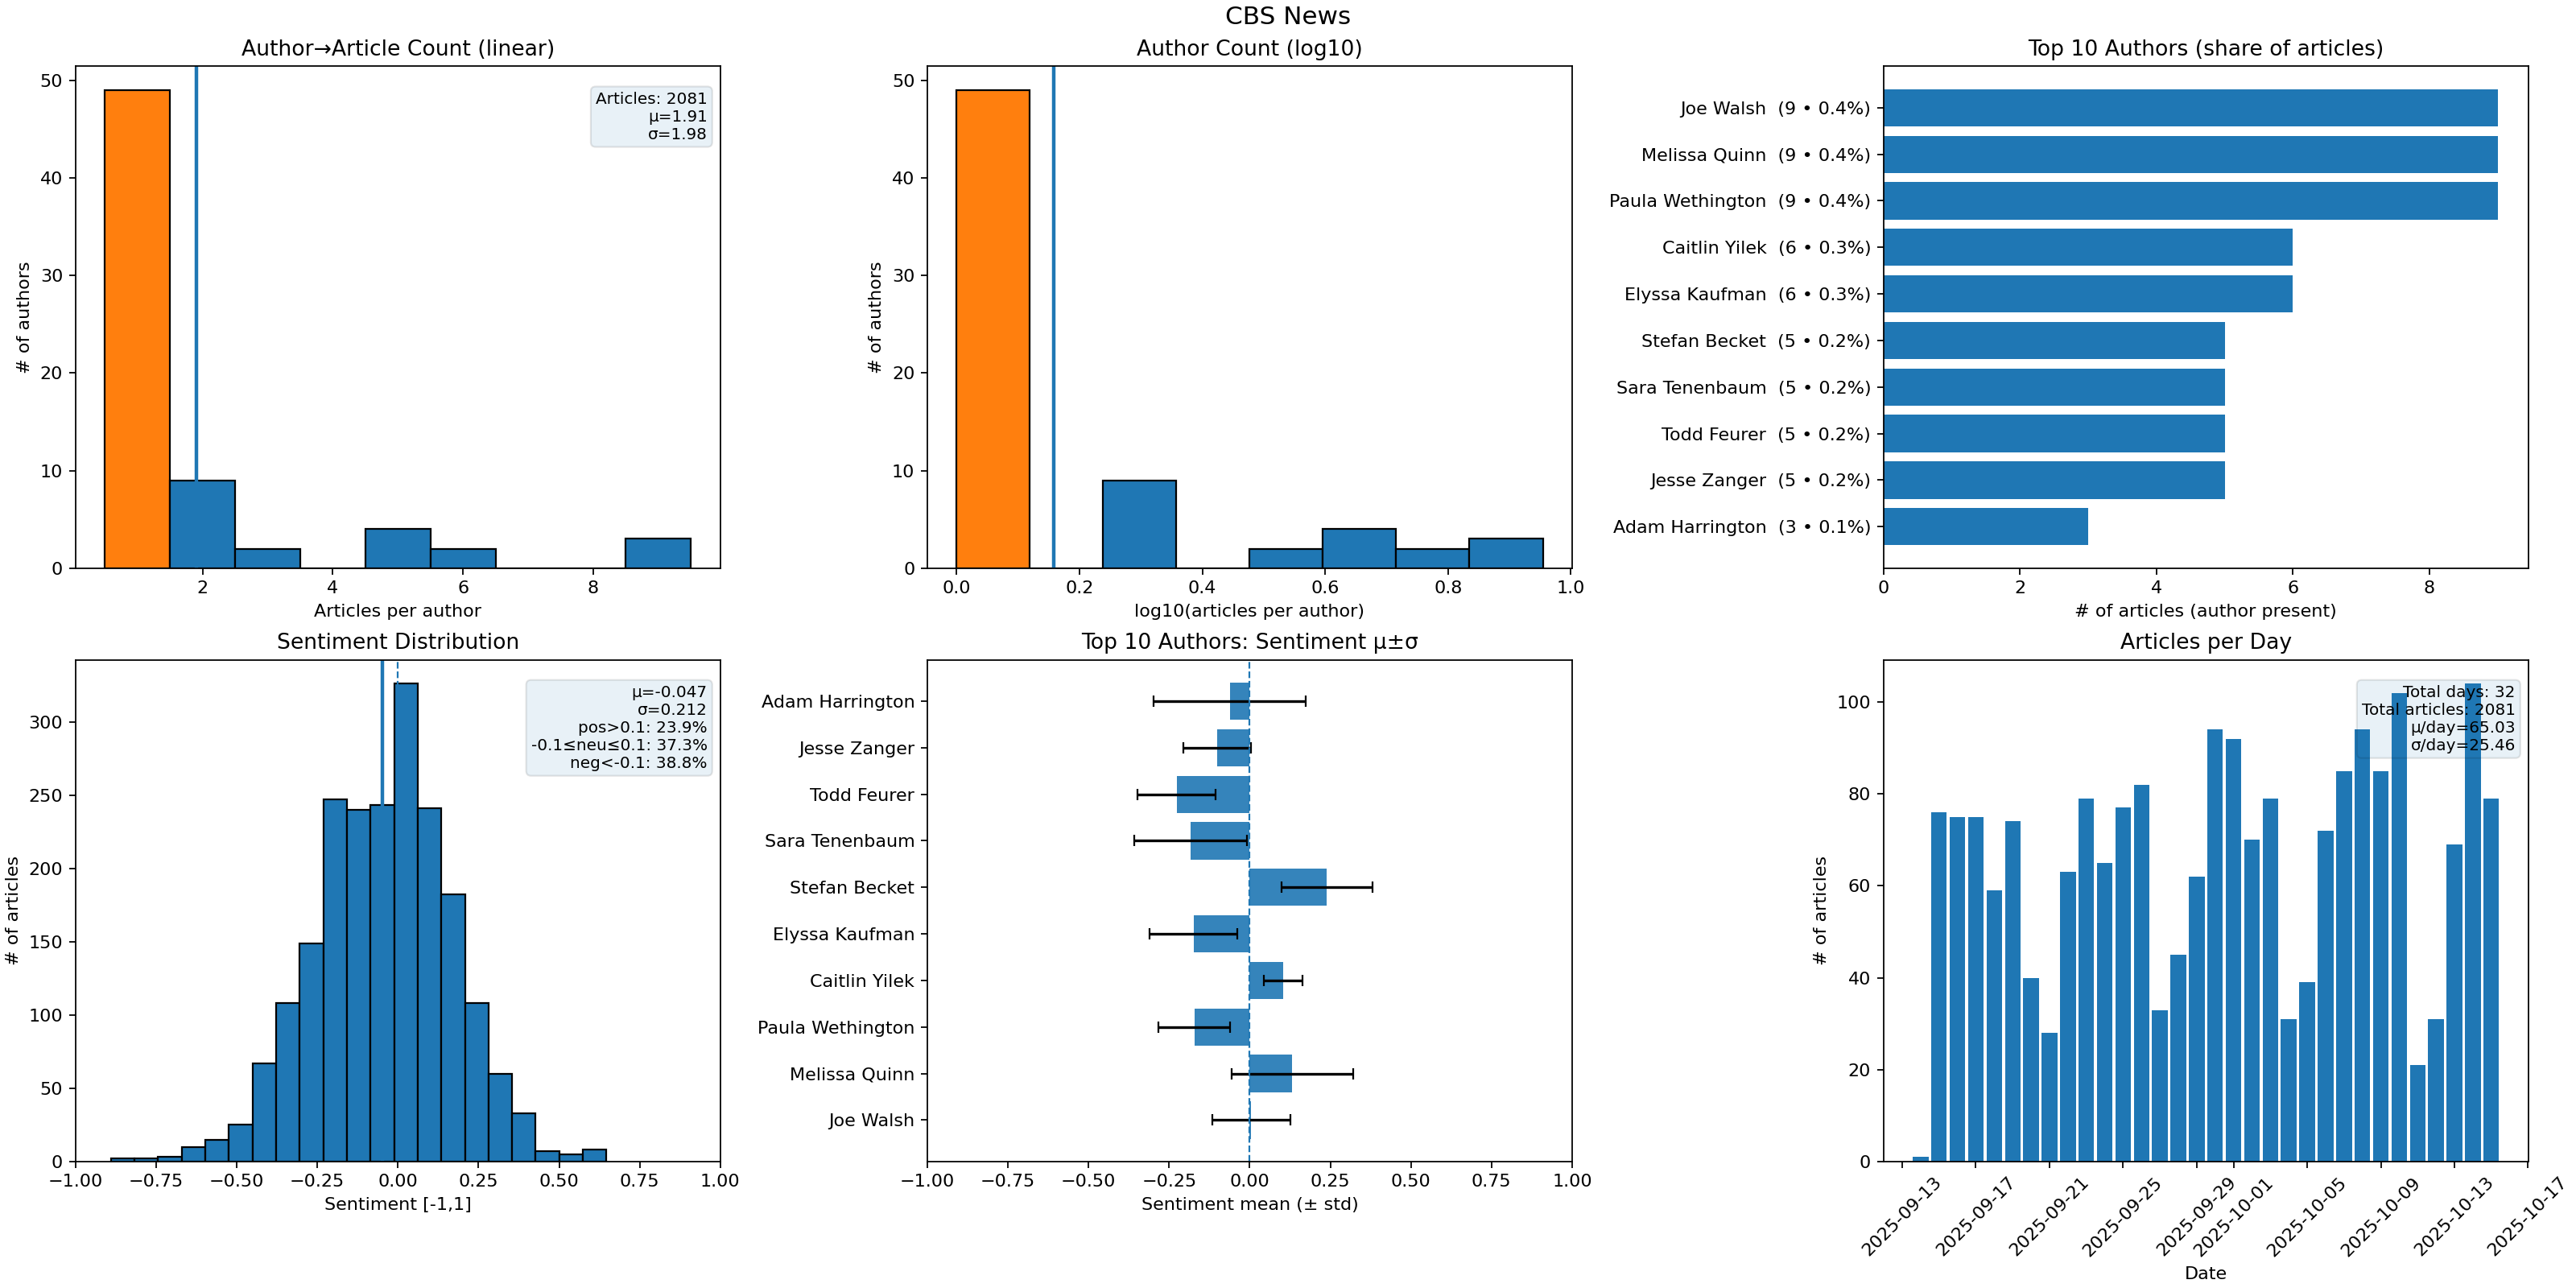 CBS News
Author→Article Count (linear)
50
40
30
20
10
0
# of authors
2
4
6
8
Articles per author
Articles: 2081
μ=1.91
σ=1.98
Author Count (log10)
50
40
30
20
10
0
# of authors
0.0
0.2
0.4
0.6
0.8
1.0
log10(articles per author)
Top 10 Authors (share of articles)
Joe Walsh (9 • 0.4%)
Melissa Quinn (9 • 0.4%)
Paula Wethington (9 • 0.4%)
Caitlin Yilek (6 • 0.3%)
Elyssa Kaufman (6 • 0.3%)
Stefan Becket (5 • 0.2%)
Sara Tenenbaum (5 • 0.2%)
Todd Feurer (5 • 0.2%)
Jesse Zanger (5 • 0.2%)
Adam Harrington (3 • 0.1%)
0
2
4
6
8
# of articles (author present)
Sentiment Distribution
300
250
200
150
100
50
0
# of articles
−1.00
−0.75
−0.50
−0.25
0.00
0.25
0.50
0.75
1.00
Sentiment [-1,1]
μ=-0.047
σ=0.212
pos>0.1: 23.9%
-0.1≤neu≤0.1: 37.3%
neg<-0.1: 38.8%
Top 10 Authors: Sentiment μ±σ
Adam Harrington
Jesse Zanger
Todd Feurer
Sara Tenenbaum
Stefan Becket
Elyssa Kaufman
Caitlin Yilek
Paula Wethington
Melissa Quinn
Joe Walsh
−1.00
−0.75
−0.50
−0.25
0.00
0.25
0.50
0.75
1.00
Sentiment mean (± std)
Articles per Day
100
80
60
40
20
0
# of articles
Total days: 32
Total articles: 2081
μ/day=65.03
σ/day=25.46
2025-09-13
2025-09-17
2025-09-21
2025-09-25
2025-09-29
2025-10-01
2025-10-05
2025-10-09
2025-10-13
2025-10-17
Date